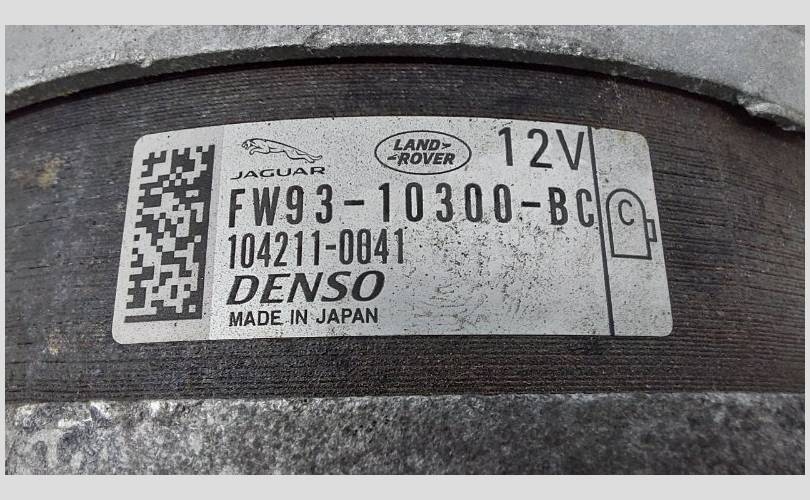 JAGUAR
LAND ROVER
12V
FW93-10300-BC
C
104211-0041
DENSO
MADE IN JAPAN